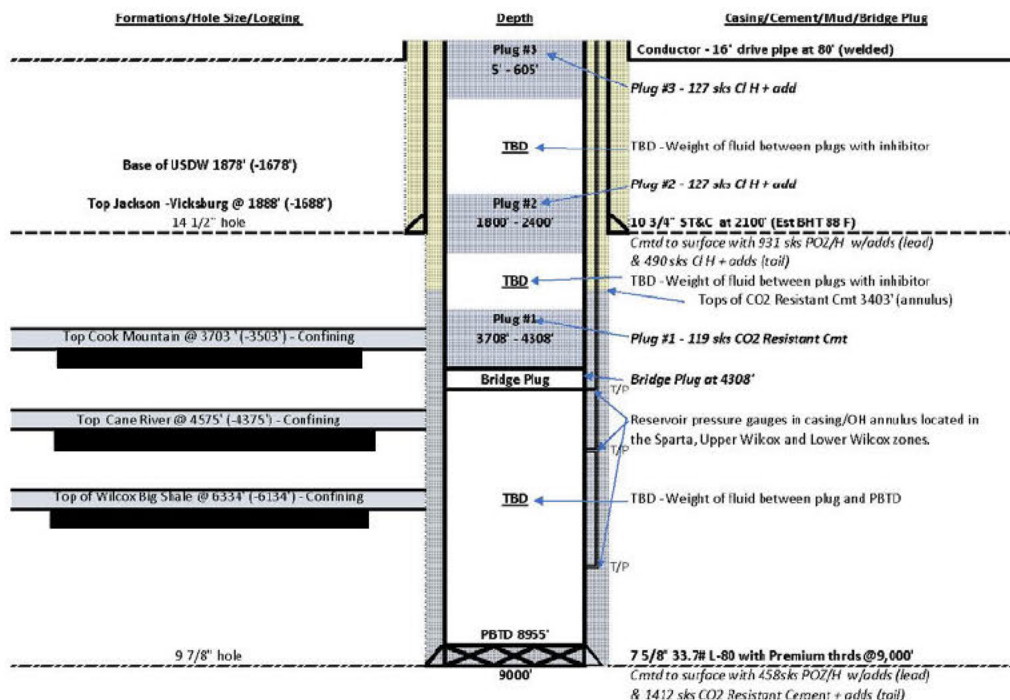 Formations/Hole Size/Logging
Depth
Casing/Cement/Mud/Bridge Plug
Plug #3
5' - 605'
Conductor - 16" drive pipe at 80' (welded)
Plug #3 - 127 sks Cl H + add
TBD
TBD - Weight of fluid between plugs with inhibitor
Base of USDW 1878' (-1678')
Plug #2 - 127 sks Cl H + add
Top Jackson -Vicksburg @ 1888' (-1688')
14 1/2" hole
Plug #2
1800' - 2400'
10 3/4" ST&C at 2100' (Est BHT 88 F)
Cmtd to surface with 931 sks POZ/H w/adds (lead)
& 490 sks Cl H + adds (tail)
TBD
TBD - Weight of fluid between plugs with inhibitor
Tops of CO2 Resistant Cmt 3403' (annulus)
Top Cook Mountain @ 3703 '(-3503') - Confining
Plug #1
3708' - 4308'
Plug #1 - 119 sks CO2 Resistant Cmt
Bridge Plug
Bridge Plug at 4308'
T/P
Top Cane River @ 4575' (-4375') - Confining
Reservoir pressure gauges in casing/OH annulus located in
the Sparta, Upper Wilcox and Lower Wilcox zones.
T/P
Top of Wilcox Big Shale @ 6334' (-6134') - Confining
TBD
TBD - Weight of fluid between plug and PBTD
T/P
PBTD 8955'
9 7/8" hole
7 5/8" 33.7# L-80 with Premium thrds @9,000'
9000'
Cmtd to surface with 458sks POZ/H w/adds (lead)
& 1412 sks CO2 Resistant Cement + adds (tail)